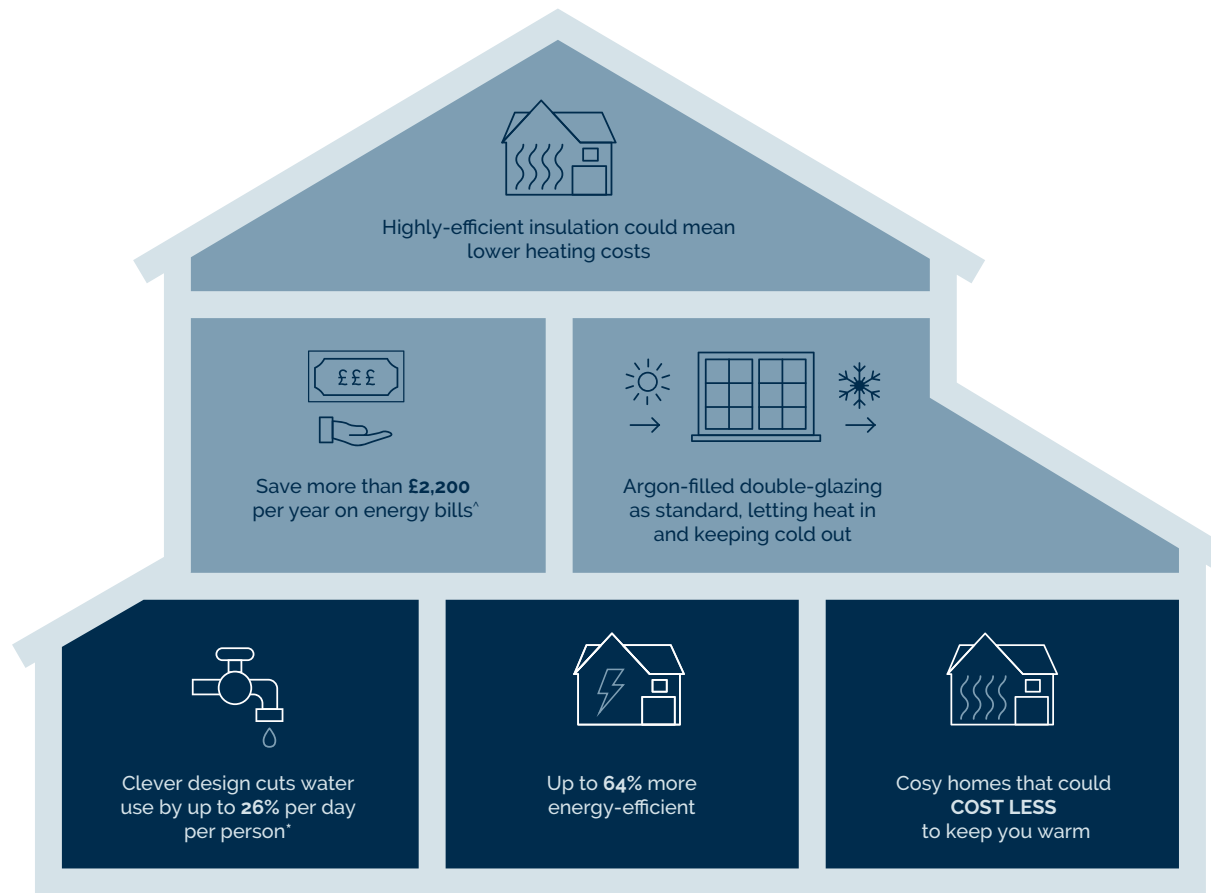 Highly-efficient insulation could mean
lower heating costs
£££
Save more than £2,200
per year on energy bills^
Argon-filled double-glazing
as standard, letting heat in
and keeping cold out
Clever design cuts water
use by up to 26% per day
per person*
Up to 64% more
energy-efficient
Cosy homes that could
COST LESS
to keep you warm